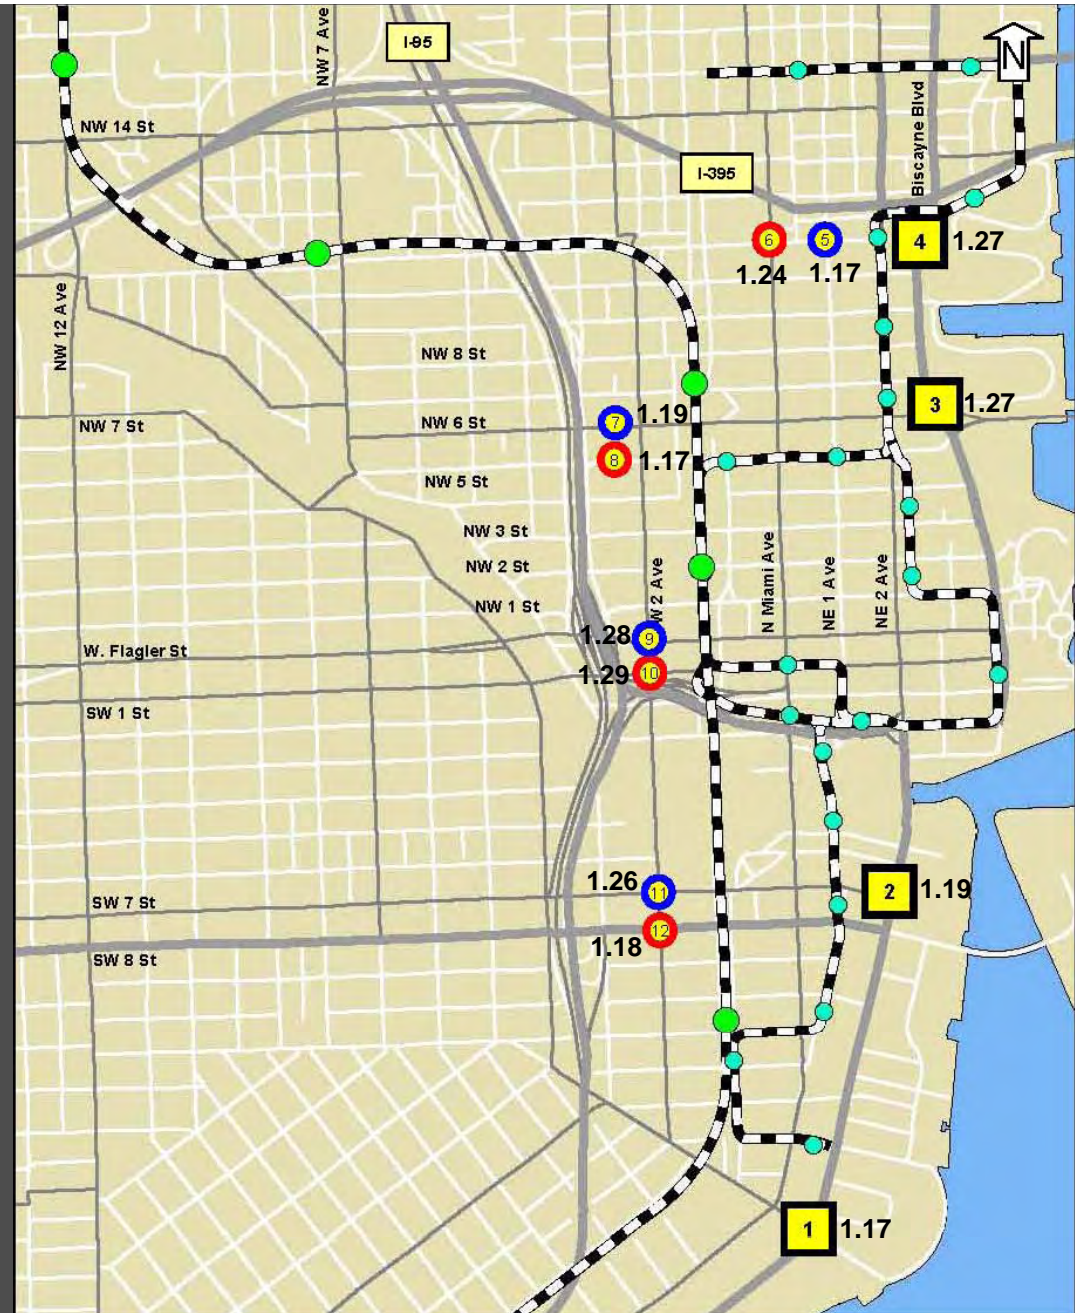 NW 7 Ave
I-95
N
NW 14 St
Biscayne Blvd
I-395
6
5
4
1.27
1.24
1.17
NW 12 Ave
NW 8 St
3
1.27
NW 7 St
NW 6 St
7
1.19
8
1.17
NW 5 St
NW 3 St
NW 2 St
NW 1 St
W 2 Ave
N Miami Ave
NE 1 Ave
NE 2 Ave
1.28
9
W. Flagler St
1.29
10
SW 1 St
1.26
11
2
1.19
SW 7 St
12
1.18
SW 8 St
1
1.17